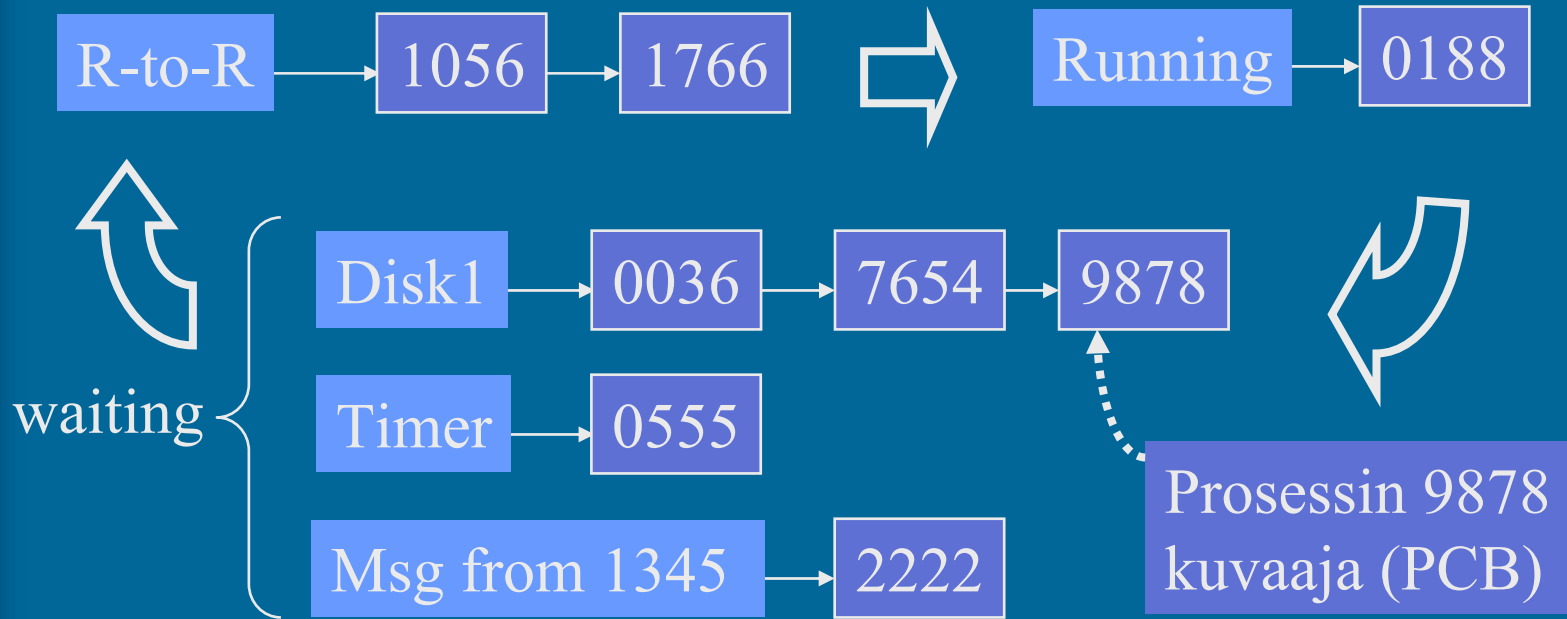 R-to-R 1056 1766 Running 0188
Disk1 0036 7654 9878
waiting
Timer 0555
Msg from 1345 2222
Prosessin 9878
kuvaaja (PCB)